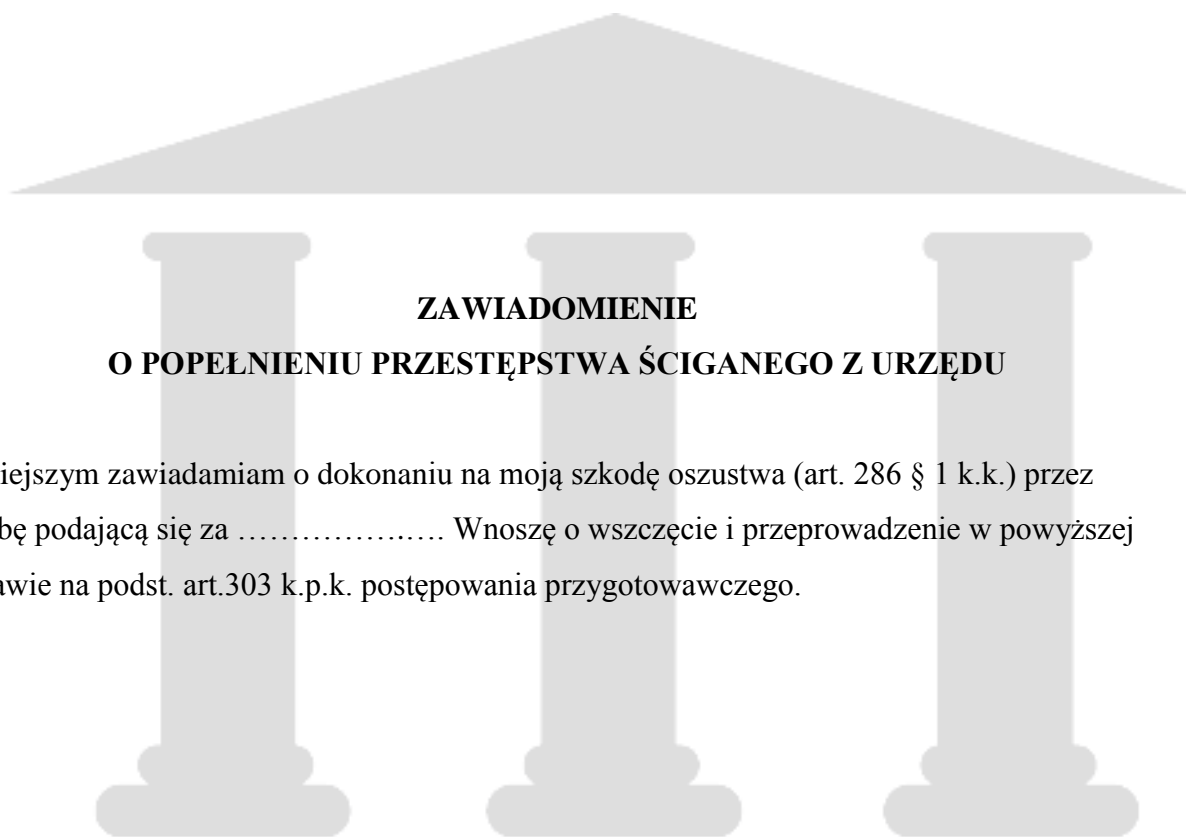 ZAWIADOMIENIE
O POPEŁNIENIU PRZESTĘPSTWA ŚCIGANEGO Z URZĘDU
iejszym zawiadamiam o dokonaniu na moją szkodę oszustwa (art. 286 § 1 k.k.) przez
bę podającą się za …………….…. Wnoszę o wszczęcie i przeprowadzenie w powyższej
awie na podst. art.303 k.p.k. postępowania przygotowawczego.